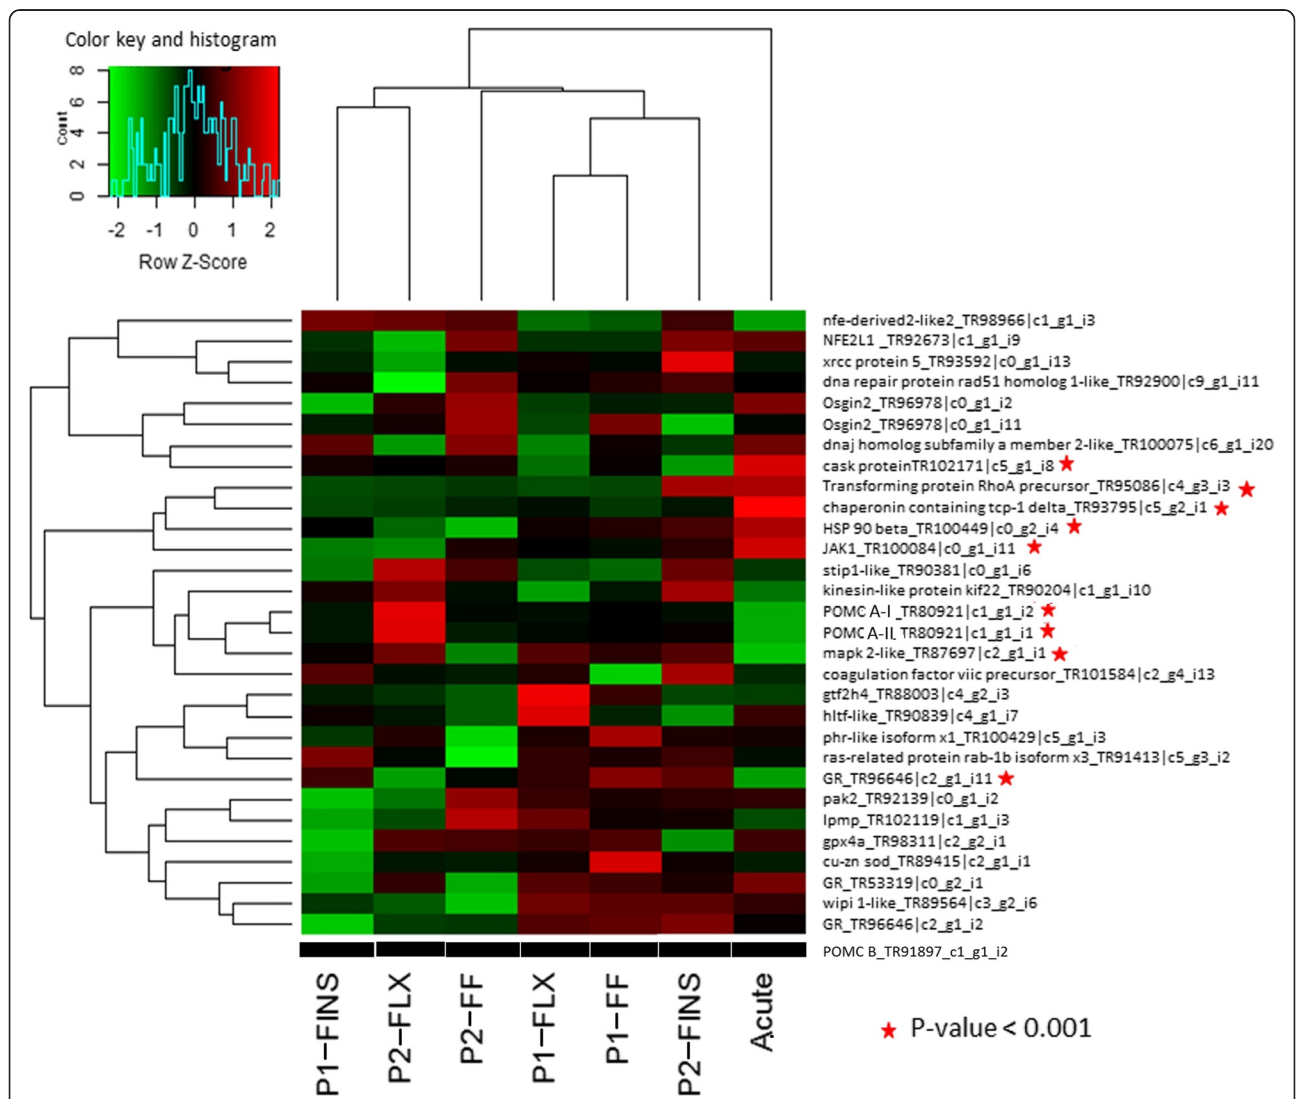 Color key and histogram
Count
8
6
4
2
0
-2 -1 0 1 2
Row Z-Score
nfe-derived2-like2_TR98966|c1_g1_i3
NFE2L1 _TR92673|c1_g1_i9
xrcc protein 5_TR93592|c0_g1_i13
dna repair protein rad51 homolog 1-like_TR92900|c9_g1_i11
Osgin2_TR96978|c0_g1_i2
Osgin2_TR96978|c0_g1_i11
dnaj homolog subfamily a member 2-like_TR100075|c6_g1_i20
cask proteinTR102171|c5_g1_i8
Transforming protein RhoA precursor_TR95086|c4_g3_i3
chaperonin containing tcp-1 delta_TR93795|c5_g2_i1
HSP 90 beta_TR100449|c0_g2_i4
JAK1_TR100084|c0_g1_i11
stip1-like_TR90381|c0_g1_i6
kinesin-like protein kif22_TR90204|c1_g1_i10
POMC A-I_TR80921|c1_g1_i2
POMC A-II_TR80921|c1_g1_i1
mapk 2-like_TR87697|c2_g1_i1
coagulation factor viic precursor_TR101584|c2_g4_i13
gtf2h4_TR88003|c4_g2_i3
hltf-like_TR90839|c4_g1_i7
phr-like isoform x1_TR100429|c5_g1_i3
ras-related protein rab-1b isoform x3_TR91413|c5_g3_i2
GR_TR96646|c2_g1_i11
pak2_TR92139|c0_g1_i2
lpmp_TR102119|c1_g1_i3
gpx4a_TR98311|c2_g2_i1
cu-zn sod_TR89415|c2_g1_i1
GR_TR53319|c0_g2_i1
wipi 1-like_TR89564|c3_g2_i6
GR_TR96646|c2_g1_i2
POMC B_TR91897_c1_g1_i2
P1−FINS
P2−FLX
P2−FF
P1−FLX
P1−FF
P2−FINS
Acute
P-value < 0.001